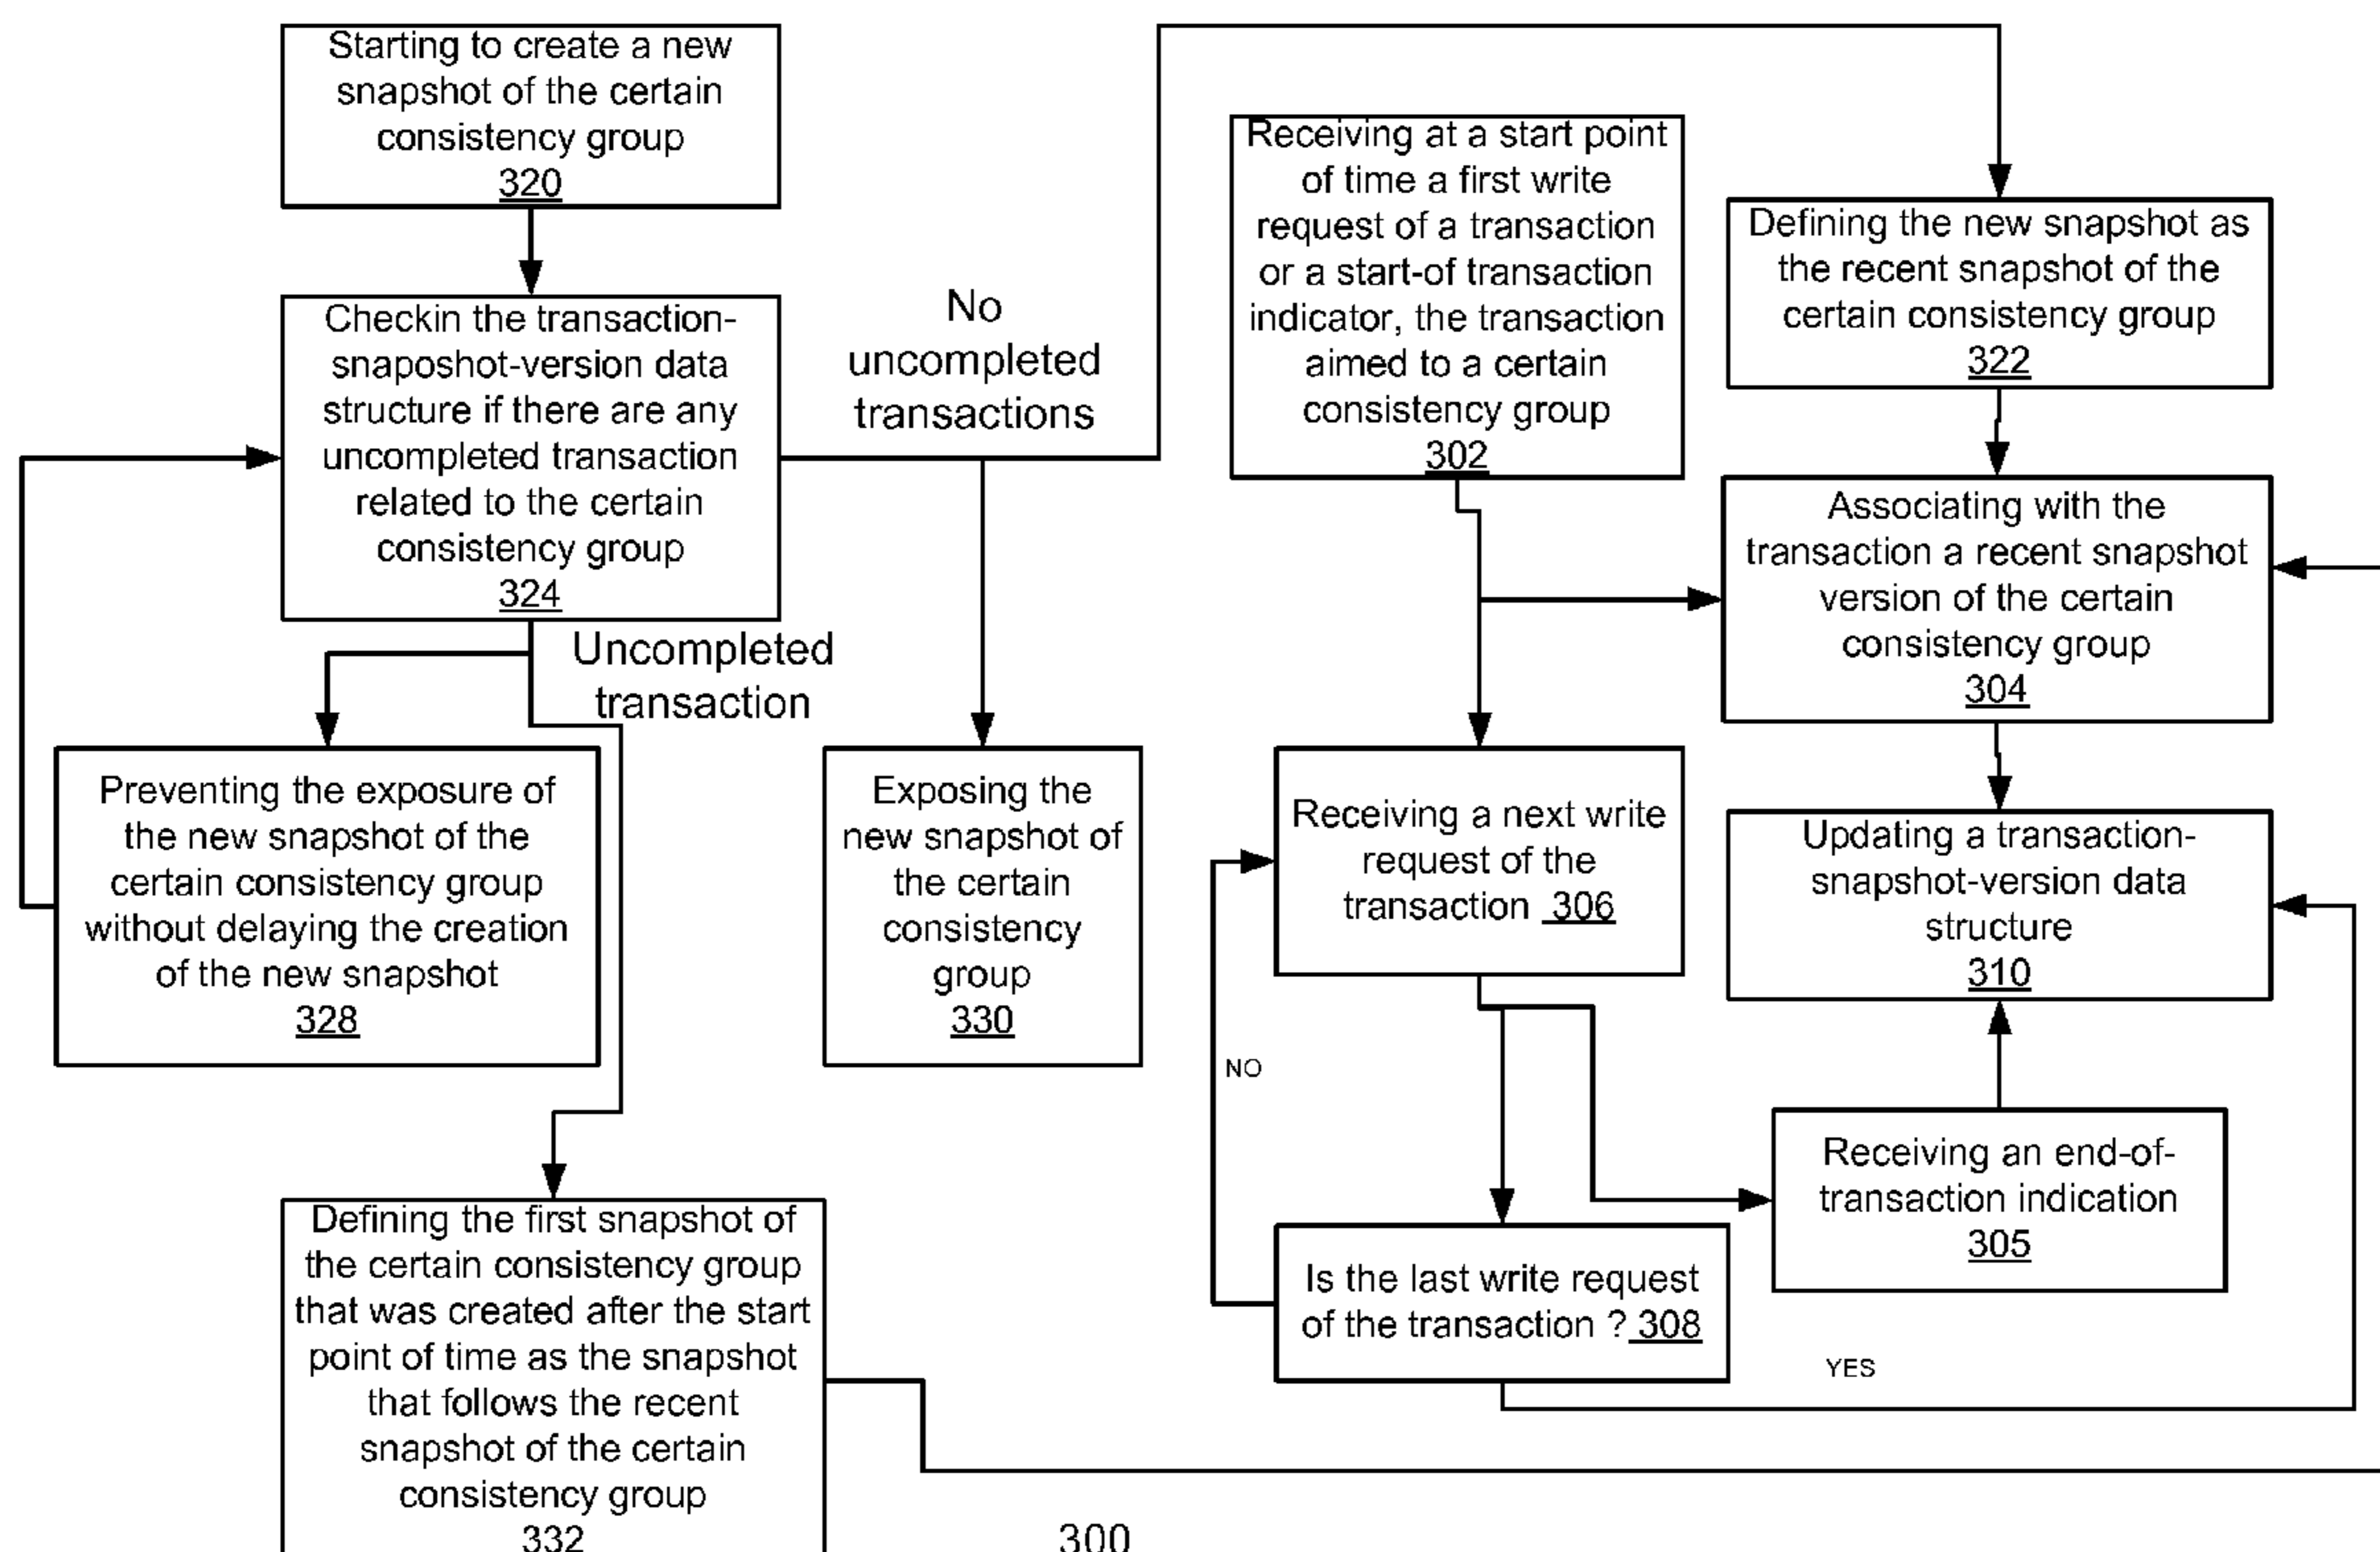 Starting to create a new
snapshot of the certain
consistency group
320
Checkin the transaction-
snaposhot-version data
structure if there are any
uncompleted transaction
related to the certain
consistency group
324
No
uncompleted
transactions
Uncompleted
transaction
Preventing the exposure of
the new snapshot of the
certain consistency group
without delaying the creation
of the new snapshot
328
Exposing the
new snapshot of
the certain
consistency
group
330
Defining the first snapshot of
the certain consistency group
that was created after the start
point of time as the snapshot
that follows the recent
snapshot of the certain
consistency group
332
Receiving at a start point
of time a first write
request of a transaction
or a start-of transaction
indicator, the transaction
aimed to a certain
consistency group
302
Defining the new snapshot as
the recent snapshot of the
certain consistency group
322
Associating with the
transaction a recent snapshot
version of the certain
consistency group
304
Receiving a next write
request of the
transaction 306
Updating a transaction-
snapshot-version data
structure
310
NO
Receiving an end-of-
transaction indication
305
Is the last write request
of the transaction ? 308
YES
300